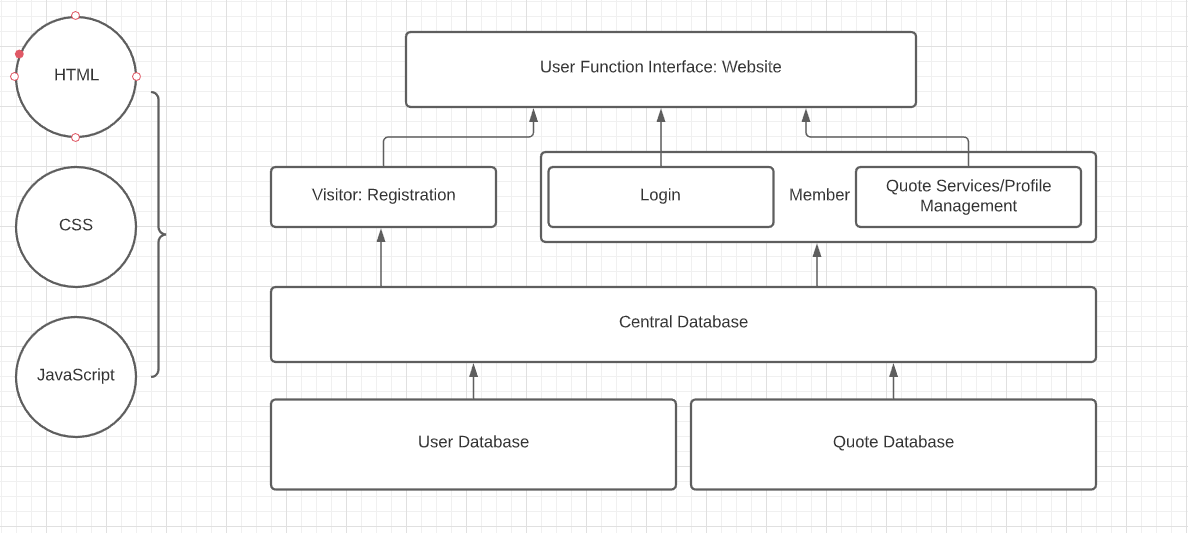 HTML
CSS
JavaScript
User Function Interface: Website
Visitor: Registration
Login
Member
Quote Services/Profile
Management
Central Database
User Database
Quote Database